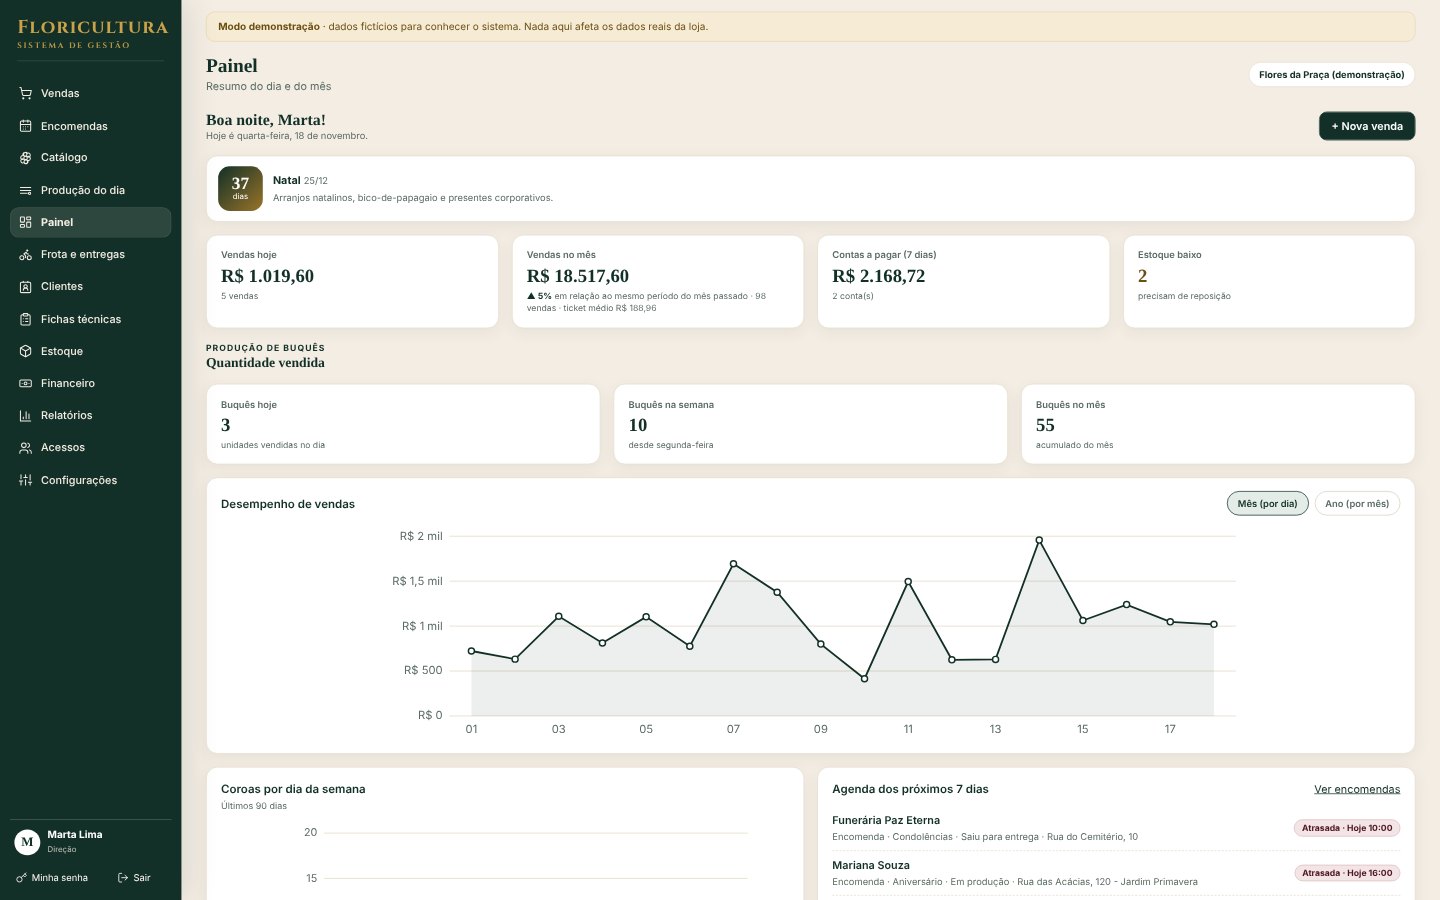 FLORICULTURA
SISTEMA DE GESTÃO
Vendas
Encomendas
Catálogo
Produção do dia
Painel
Frota e entregas
Clientes
Fichas técnicas
Estoque
Financeiro
Relatórios
Acessos
Configurações
M
Marta Lima
Direção
Minha senha
Sair
Modo demonstração · dados fictícios para conhecer o sistema. Nada aqui afeta os dados reais da loja.
Painel
Resumo do dia e do mês
Flores da Praça (demonstração)
Boa noite, Marta!
Hoje é quarta-feira, 18 de novembro.
+ Nova venda
37
dias
Natal 25/12
Arranjos natalinos, bico-de-papagaio e presentes corporativos.
Vendas hoje
R$ 1.019,60
5 vendas
Vendas no mês
R$ 18.517,60
▲ 5% em relação ao mesmo período do mês passado · 98
vendas · ticket médio R$ 188,96
Contas a pagar (7 dias)
R$ 2.168,72
2 conta(s)
Estoque baixo
2
precisam de reposição
PRODUÇÃO DE BUQUÊS
Quantidade vendida
Buquês hoje
3
unidades vendidas no dia
Buquês na semana
10
desde segunda-feira
Buquês no mês
55
acumulado do mês
Desempenho de vendas
Mês (por dia)
Ano (por mês)
R$ 2 mil
R$ 1,5 mil
R$ 1 mil
R$ 500
R$ 0
01 03 05 07 09 11 13 15 17
Coroas por dia da semana
Últimos 90 dias
20
15
Agenda dos próximos 7 dias
Ver encomendas
Funerária Paz Eterna
Encomenda · Condolências · Saiu para entrega · Rua do Cemitério, 10
Atrasada · Hoje 10:00
Mariana Souza
Encomenda · Aniversário · Em produção · Rua das Acácias, 120 - Jardim Primavera
Atrasada · Hoje 16:00